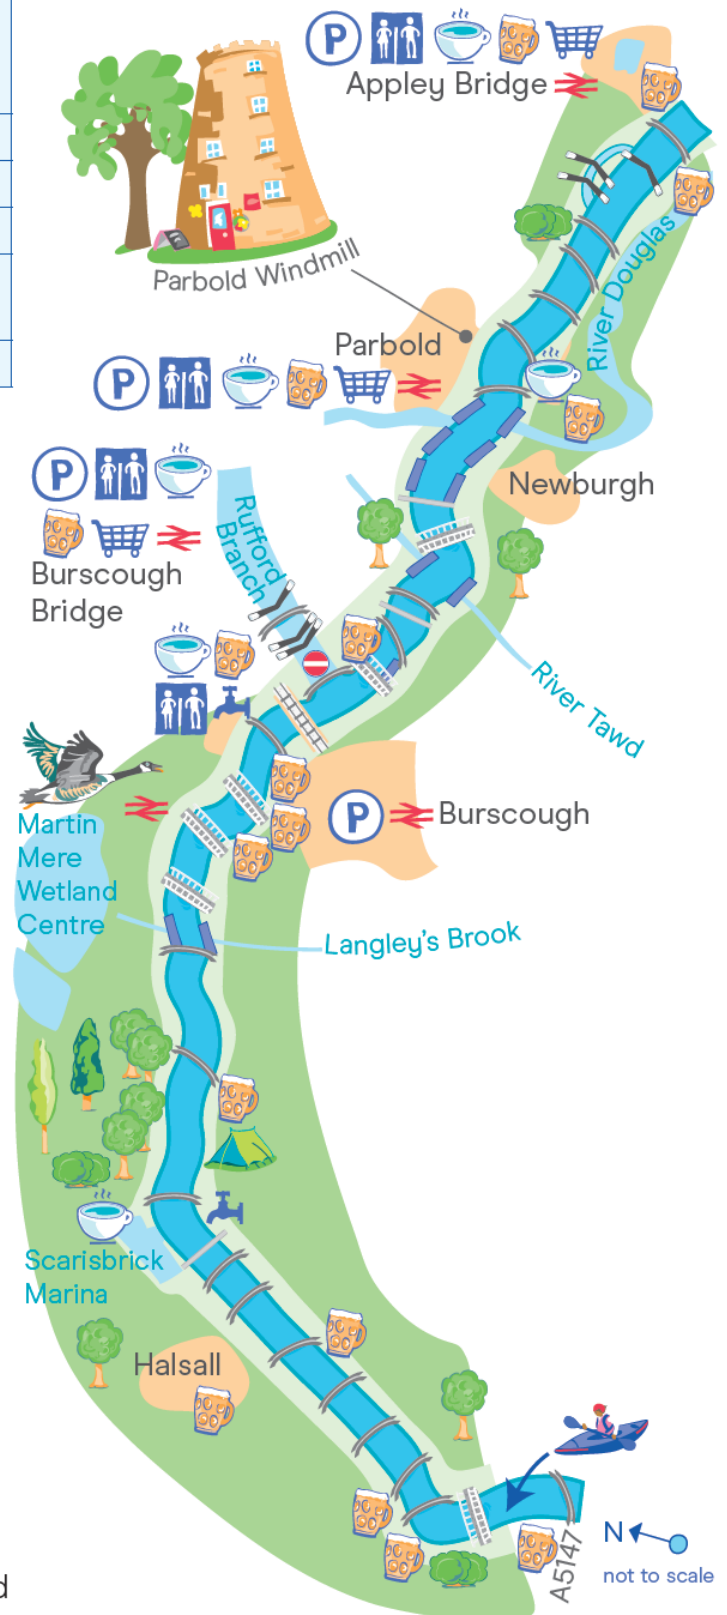 P
Appley Bridge
Parbold Windmill
River Douglas
Parbold
P
Newburgh
P
Rufford
Branch
Burscough
Bridge
River Tawd
P
Burscough
Martin
Mere
Wetland
Centre
Langley's Brook
Scarisbrick
Marina
Halsall
A5147
N
not to scale
d